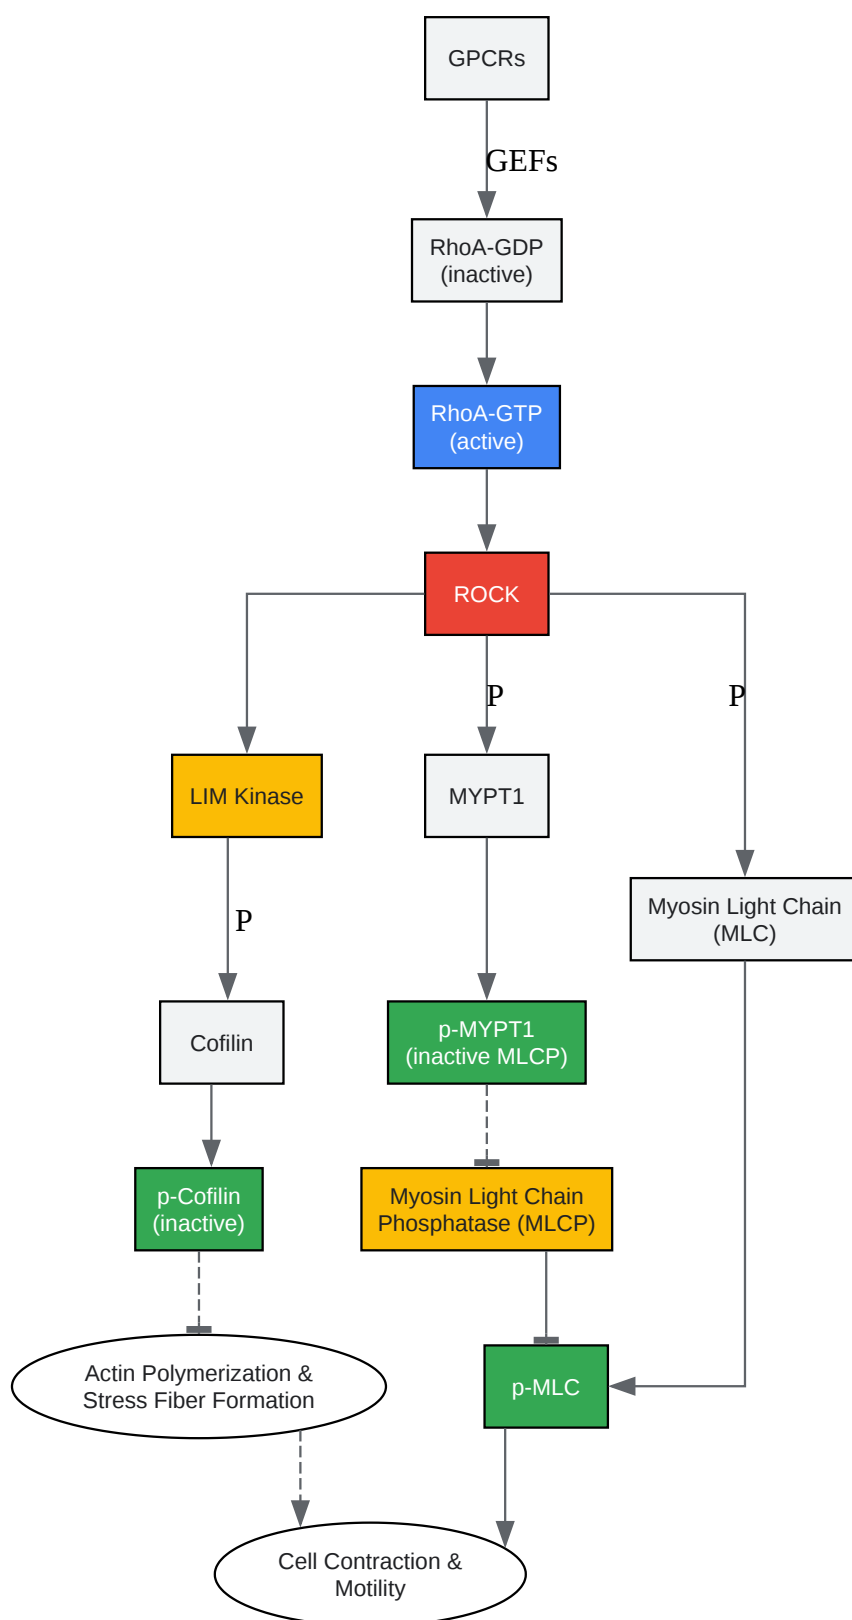 GPCRs
GEFs
RhoA-GDP
(inactive)
RhoA-GTP
(active)
ROCK
P
P
LIM Kinase
MYPT1
Myosin Light Chain
(MLC)
P
Cofilin
p-MYPT1
(inactive MLCP)
p-Cofilin
(inactive)
Myosin Light Chain
Phosphatase (MLCP)
Actin Polymerization &
Stress Fiber Formation
p-MLC
Cell Contraction &
Motility